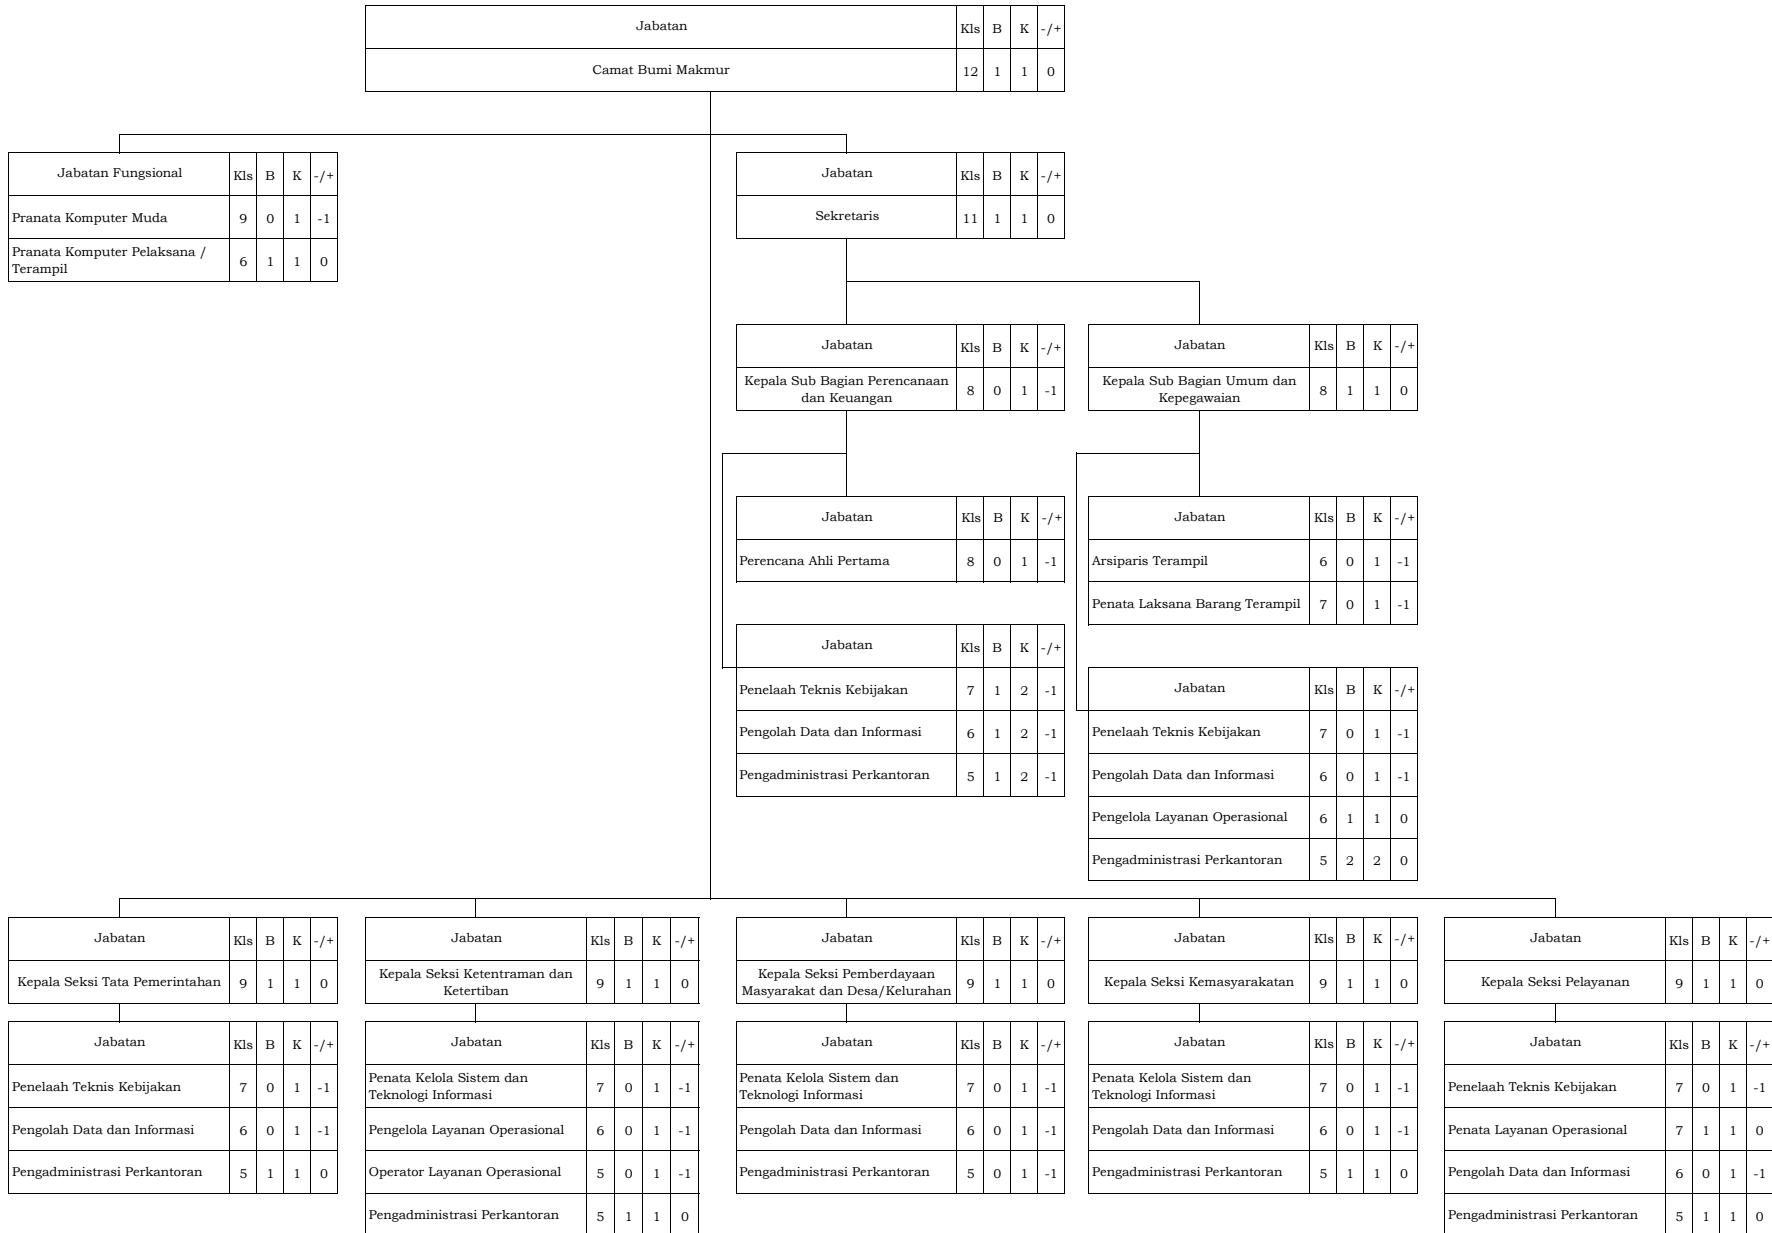 Jabatan Kls B K -/+
Camat Bumi Makmur 12 1 1 0
Jabatan Fungsional Kls B K -/+
Pranata Komputer Muda 9 0 1 -1
Pranata Komputer Pelaksana /
Terampil 6 1 1 0
Jabatan Kls B K -/+
Sekretaris 11 1 1 0
Jabatan Kls B K -/+
Kepala Sub Bagian Perencanaan
dan Keuangan 8 0 1 -1
Jabatan Kls B K -/+
Kepala Sub Bagian Umum dan
Kepegawaian 8 1 1 0
Jabatan Kls B K -/+
Perencana Ahli Pertama 8 0 1 -1
Jabatan Kls B K -/+
Penelaah Teknis Kebijakan 7 1 2 -1
Pengolah Data dan Informasi 6 1 2 -1
Pengadministrasi Perkantoran 5 1 2 -1
Jabatan Kls B K -/+
Arsiparis Terampil 6 0 1 -1
Penata Laksana Barang Terampil 7 0 1 -1
Jabatan Kls B K -/+
Penelaah Teknis Kebijakan 7 0 1 -1
Pengolah Data dan Informasi 6 0 1 -1
Pengelola Layanan Operasional 6 1 1 0
Pengadministrasi Perkantoran 5 2 2 0
Jabatan Kls B K -/+
Kepala Seksi Tata Pemerintahan 9 1 1 0
Jabatan Kls B K -/+
Penelaah Teknis Kebijakan 7 0 1 -1
Pengolah Data dan Informasi 6 0 1 -1
Pengadministrasi Perkantoran 5 1 1 0
Jabatan Kls B K -/+
Kepala Seksi Ketentraman dan
Ketertiban 9 1 1 0
Jabatan Kls B K -/+
Penata Kelola Sistem dan
Teknologi Informasi 7 0 1 -1
Pengelola Layanan Operasional 6 0 1 -1
Operator Layanan Operasional 5 0 1 -1
Pengadministrasi Perkantoran 5 1 1 0
Jabatan Kls B K -/+
Kepala Seksi Pemberdayaan
Masyarakat dan Desa/Kelurahan 9 1 1 0
Jabatan Kls B K -/+
Penata Kelola Sistem dan
Teknologi Informasi 7 0 1 -1
Pengolah Data dan Informasi 6 0 1 -1
Pengadministrasi Perkantoran 5 0 1 -1
Jabatan Kls B K -/+
Kepala Seksi Kemasyarakatan 9 1 1 0
Jabatan Kls B K -/+
Penata Kelola Sistem dan
Teknologi Informasi 7 0 1 -1
Pengolah Data dan Informasi 6 0 1 -1
Pengadministrasi Perkantoran 5 1 1 0
Jabatan Kls B K -/+
Kepala Seksi Pelayanan 9 1 1 0
Jabatan Kls B K -/+
Penelaah Teknis Kebijakan 7 0 1 -1
Penata Layanan Operasional 7 1 1 0
Pengolah Data dan Informasi 6 0 1 -1
Pengadministrasi Perkantoran 5 1 1 0